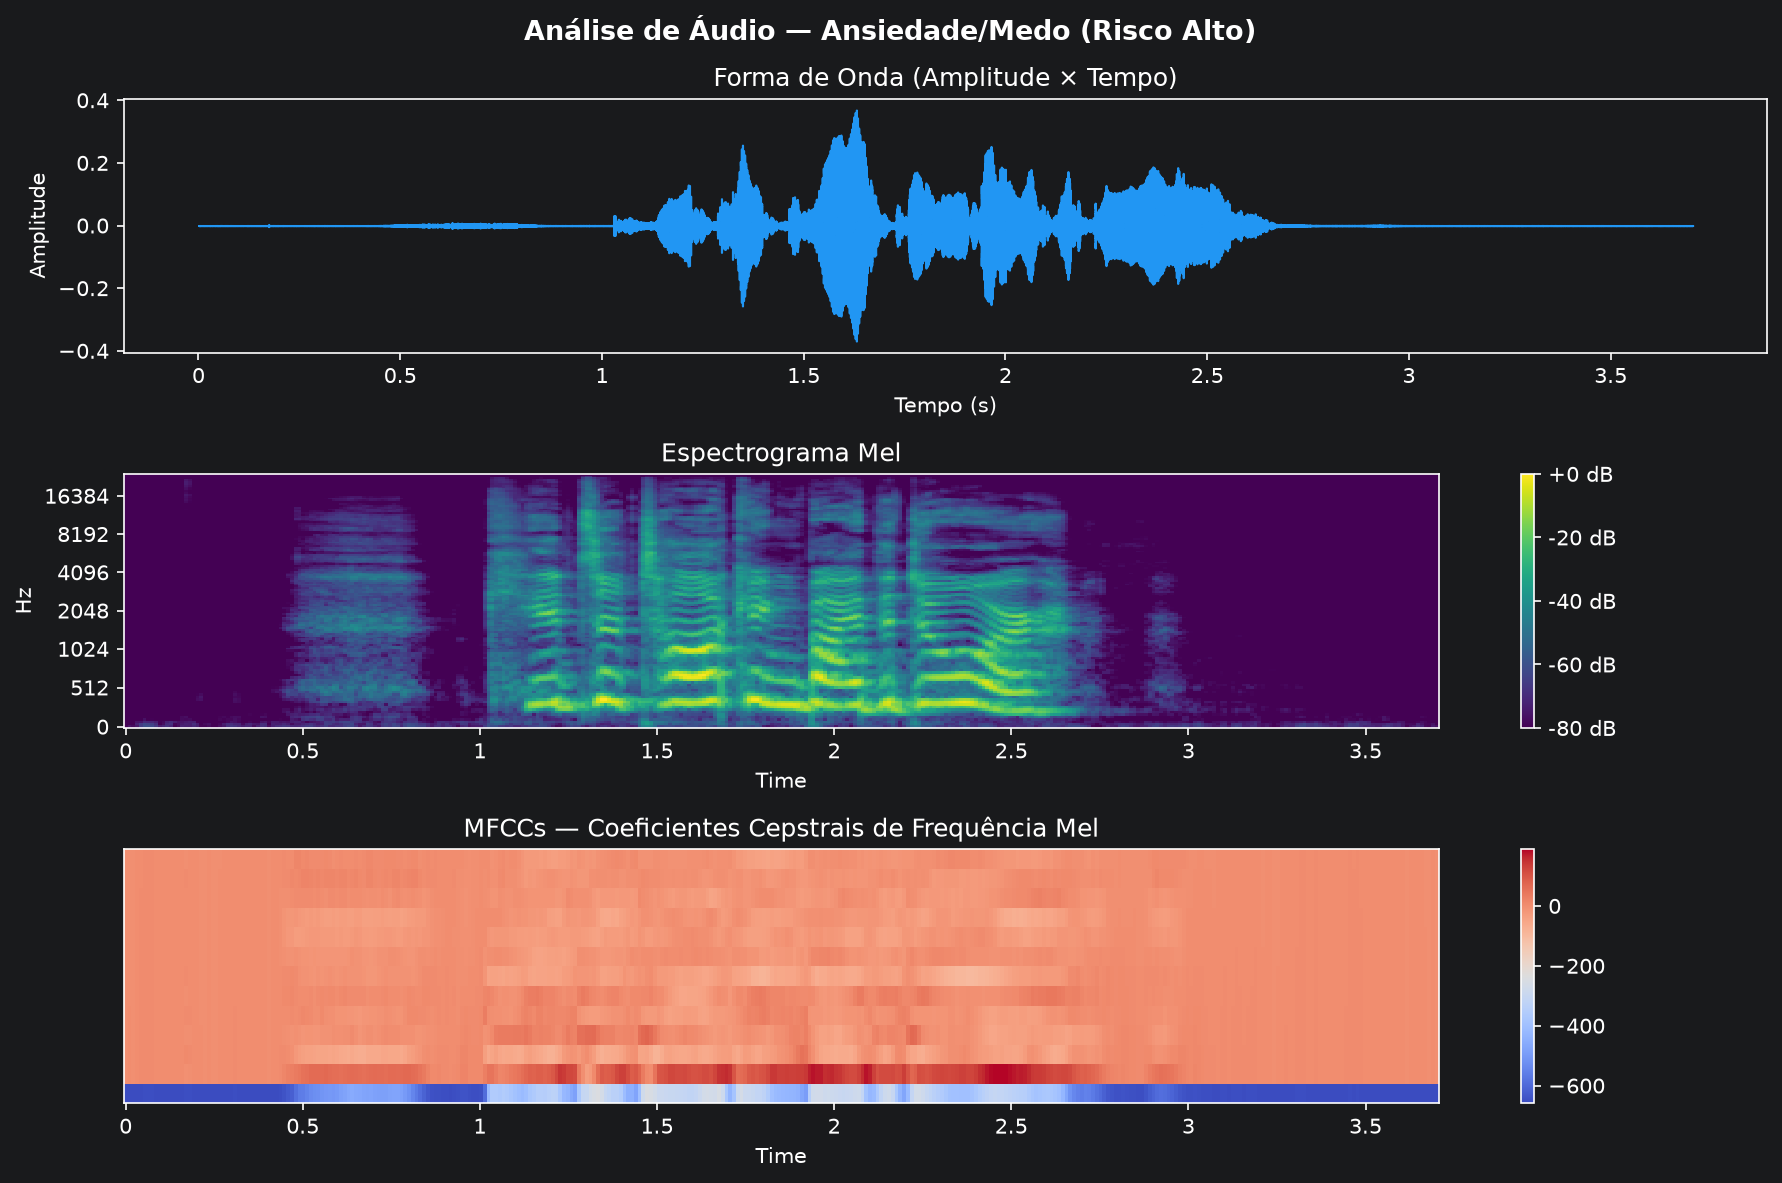 Análise de Áudio — Ansiedade/Medo (Risco Alto)
Forma de Onda (Amplitude × Tempo)
Amplitude
0.4
0.2
0.0
−0.2
−0.4
0 0.5 1 1.5 2 2.5 3 3.5
Tempo (s)
Espectrograma Mel
Hz
16384
8192
4096
2048
1024
512
0
0 0.5 1 1.5 2 2.5 3 3.5
Time
+0 dB
-20 dB
-40 dB
-60 dB
-80 dB
MFCCs — Coeficientes Cepstrais de Frequência Mel
0 0.5 1 1.5 2 2.5 3 3.5
Time
0
−200
−400
−600